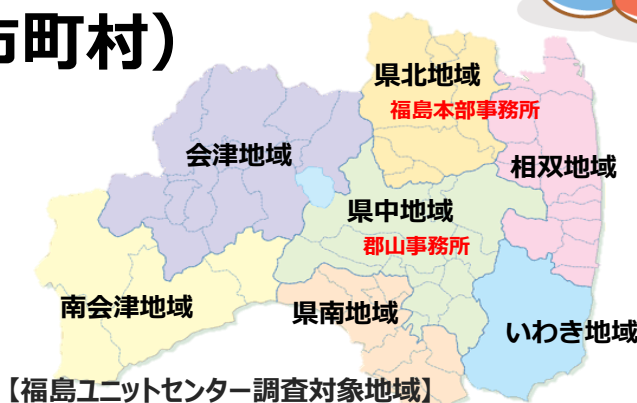 市町村）
県北地域
福島本部事務所
会津地域
相双地域
県中地域
郡山事務所
南会津地域
県南地域
いわき地域
【福島ユニットセンター調査対象地域】